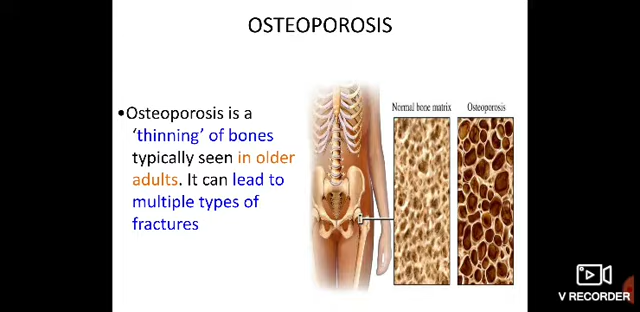 OSTEOPOROSIS
•Osteoporosis is a
‘thinning’ of bones
typically seen in older
adults. It can lead to
multiple types of
fractures
Normal bone matrix
Osteoporosis
V RECORDER